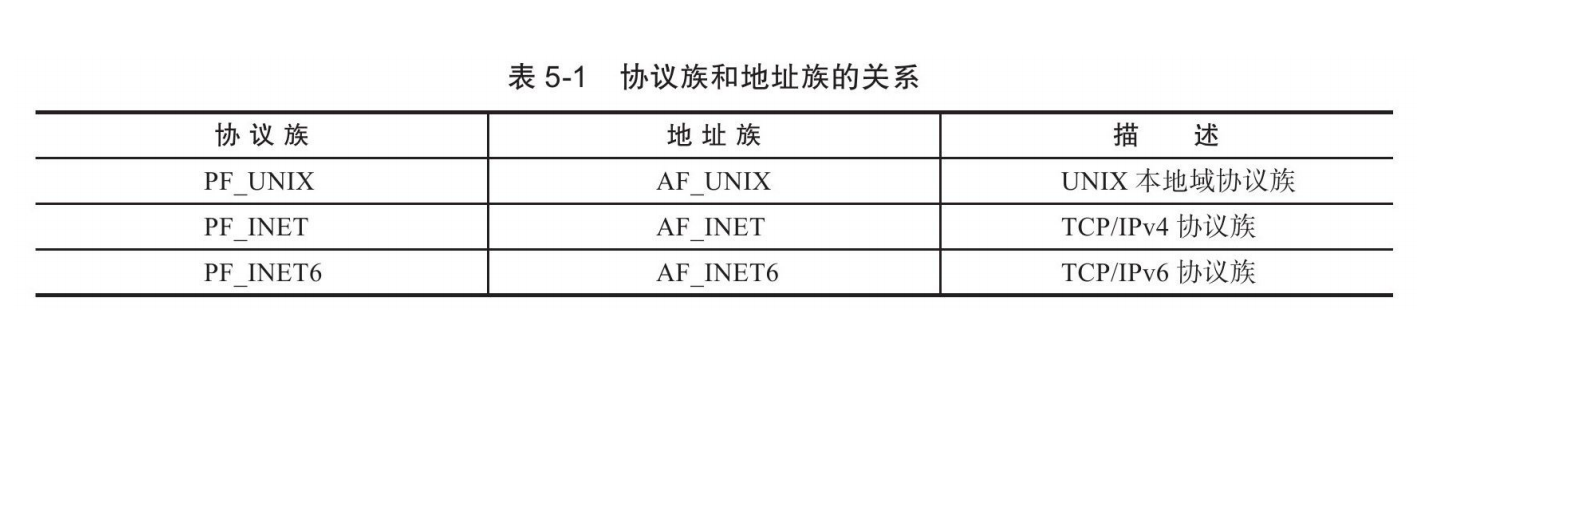 表 5-1 协议族和地址族的关系
协议族 地址族 描述
PF_UNIX AF_UNIX UNIX 本地域协议族
PF_INET AF_INET TCP/IPv4 协议族
PF_INET6 AF_INET6 TCP/IPv6 协议族